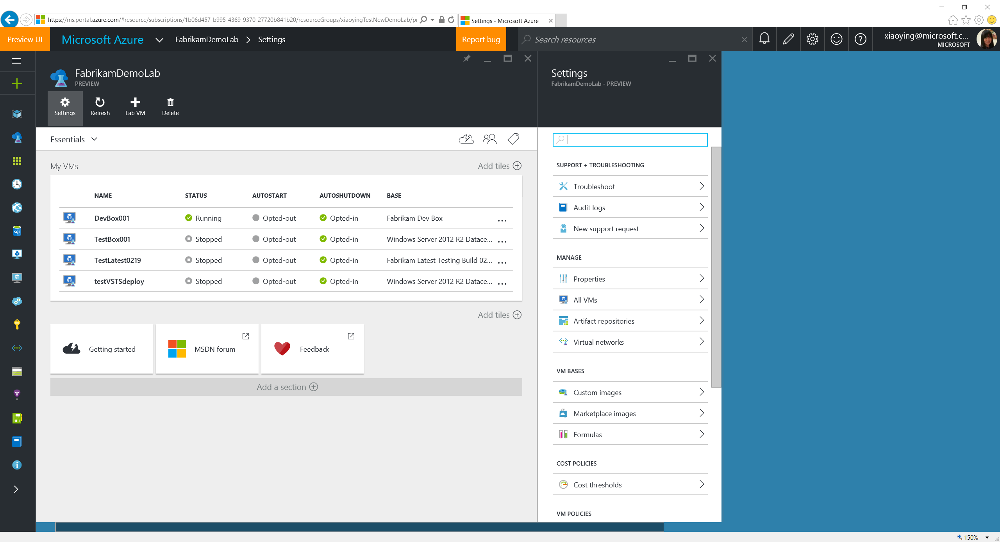 https://ms.portal.azure.com/#resource/subscriptions/1b06d457-b995-4369-9370-27720b841b20/resourceGroups/xiaoyingTestNewDemoLab/p
Settings - Microsoft Azure
Preview UI
Microsoft Azure
FabrikamDemoLab
Settings
Report bug
Search resources
xiaoying@microsoft.c...
MICROSOFT
FabrikamDemoLab
PREVIEW
Settings
Refresh
Lab VM
Delete
Essentials
My VMs
Add tiles
NAME STATUS AUTOSTART AUTOSHUTDOWN BASE
DevBox001 Running Opted-out Opted-in Fabrikam Dev Box ...
TestBox001 Stopped Opted-out Opted-in Windows Server 2012 R2 Datace... ...
TestLatest0219 Stopped Opted-out Opted-in Fabrikam Latest Testing Build 02... ...
testVSTSdeploy Stopped Opted-out Opted-in Windows Server 2012 R2 Datace... ...
Add tiles
Getting started
MSDN forum
Feedback
Add a section
SQL
Settings
FabrikamDemoLab - PREVIEW
SUPPORT + TROUBLESHOOTING
Troubleshoot
Audit logs
New support request
MANAGE
Properties
All VMs
Artifact repositories
Virtual networks
VM BASES
Custom images
Marketplace images
Formulas
COST POLICIES
Cost thresholds
VM POLICIES
150%